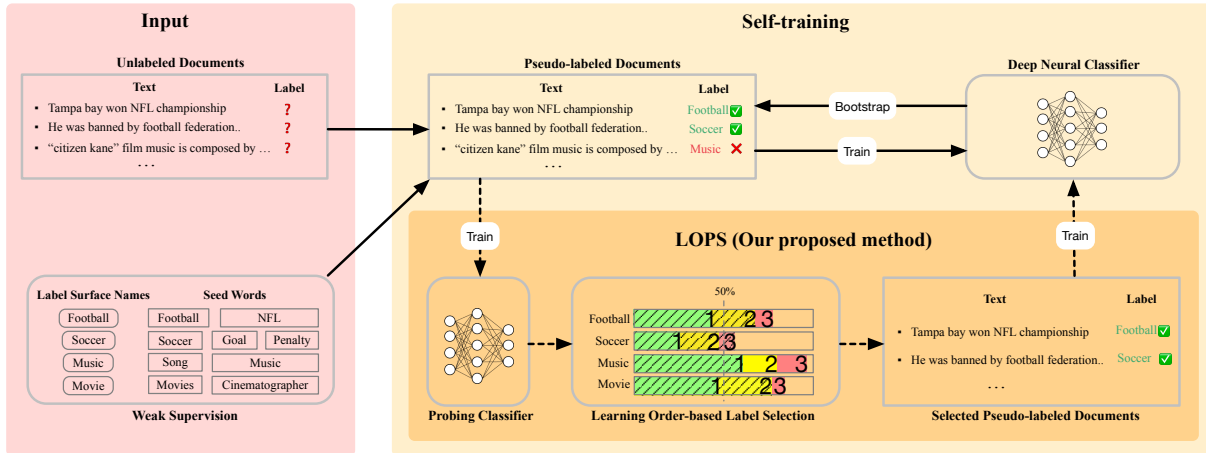 Input
Unlabeled Documents
Text Label
• Tampa bay won NFL championship ?
• He was banned by football federation.. ?
• “citizen kane” film music is composed by … ?
. . .
Label Surface Names Seed Words
Football Football NFL
Soccer Soccer Goal Penalty
Music Song Music
Movie Movies Cinematographer
Weak Supervision
Self-training
Pseudo-labeled Documents
Text Label
• Tampa bay won NFL championship Football
• He was banned by football federation.. Soccer
• “citizen kane” film music is composed by … Music
. . .
Bootstrap
Train
Deep Neural Classifier
Train
LOPS (Our proposed method)
Train
Probing Classifier
50%
Football 1 2 3
Soccer 1 2 3
Music 1 2 3
Movie 1 2 3
Learning Order-based Label Selection
Text Label
• Tampa bay won NFL championship Football
• He was banned by football federation.. Soccer
. . .
Selected Pseudo-labeled Documents